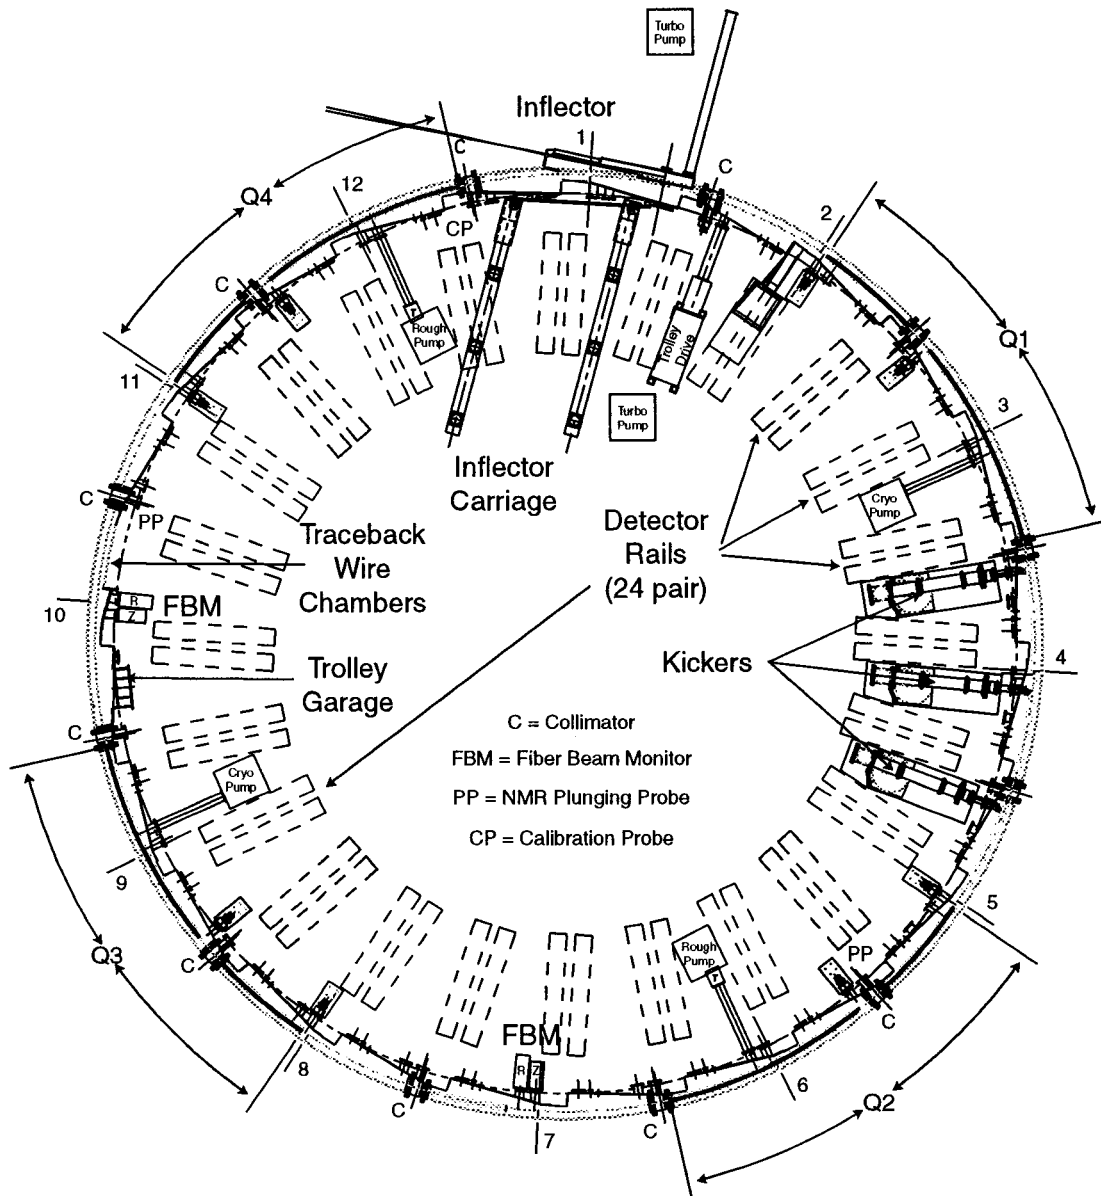 Turbo
Pump
Inflector
1
C
C
Q4
12
2
CP
C
Q1
Rough
Pump
Trolley
Drive
11
3
Turbo
Pump
Inflector
Carriage
Cryo
Pump
C
PP
Traceback
Wire
Chambers
Detector
Rails
(24 pair)
10
R
Z
FBM
Kickers
4
Trolley
Garage
C
C = Collimator
FBM = Fiber Beam Monitor
PP = NMR Plunging Probe
CP = Calibration Probe
Cryo
Pump
9
5
Q3
C
Rough
Pump
PP
C
FBM
R
Z
8
6
C
Q2
7
C